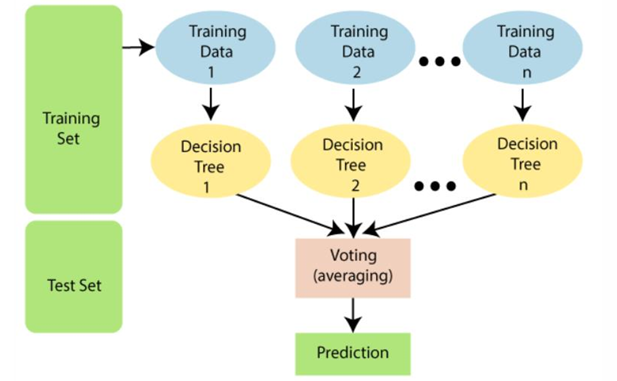 Training
Set
Test Set
Training
Data
1
Training
Data
2
Training
Data
n
Decision
Tree
1
Decision
Tree
2
Decision
Tree
n
Voting
(averaging)
Prediction